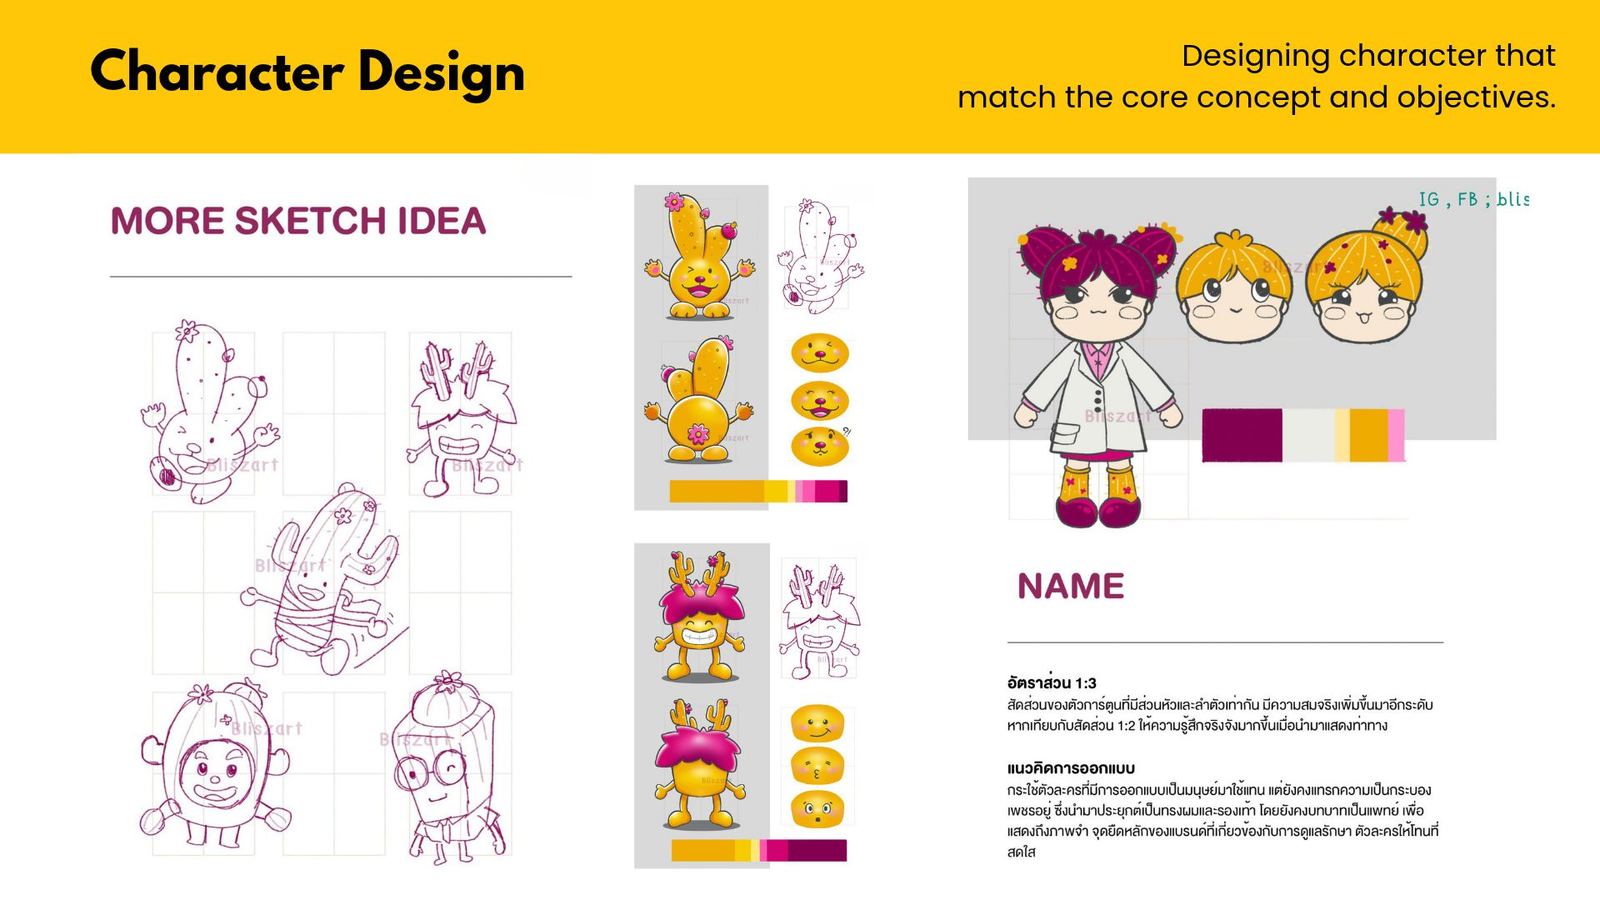 Character Design
Designing character that
match the core concept and objectives.
MORE SKETCH IDEA
Bliszart
Bliszart
Bliszart
Bliszart
Bliszart
Bliszart
Bliszart
Bliszart
?!
Bliszart
Bliszart
Bliszart
IG , FB ; blis
Bliszart
Bliszart
NAME
อัตราส่วน 1:3
สัดส่วนของตัวการ์ตูนที่มีส่วนหัวและลำตัวเท่ากัน มีความสมจริงเพิ่มขึ้นมาอีกระดับ
หากเทียบกับสัดส่วน 1:2 ให้ความรู้สึกจริงจังมากขึ้นเมื่อนำมาแสดงท่าทาง
แนวคิดการออกแบบ
กระใช้ตัวละครที่มีการออกแบบเป็นมนุษย์มาใช้แทน แต่ยังคงแทรกความเป็นกระบอง
เพชรอยู่ ซึ่งนำมาประยุกต์เป็นทรงผมและรองเท้า โดยยังคงบทบาทเป็นแพทย์ เพื่อ
แสดงถึงภาพจำ จุดยืดหลักของแบรนด์ที่เกี่ยวข้องกับการดูแลรักษา ตัวละครให้โทนที่
สดใส